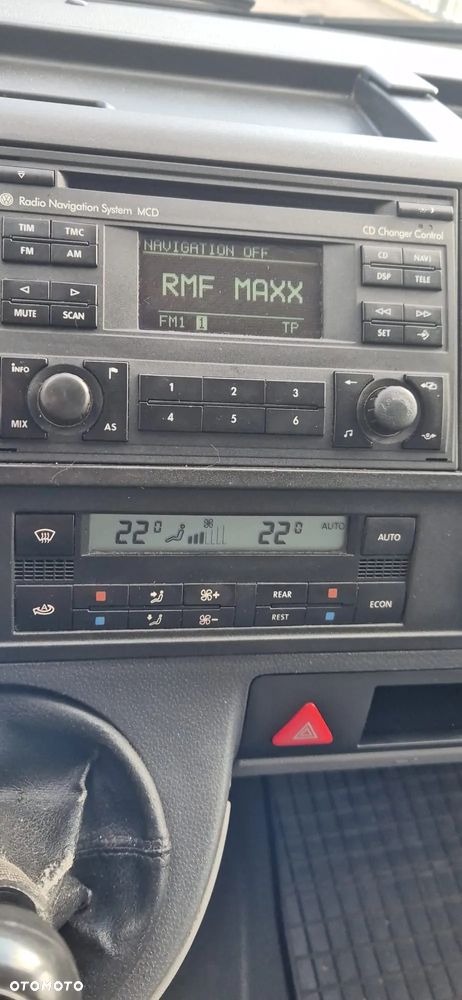 Radio Navigation System MCD
CD Changer Control
TIM TMC
FM AM
MUTE SCAN
NAVIGATION OFF
RMF MAXX
FM1 1 TP
CD NAVI
DSP TELE
SET
INFO
MIX AS
1 2 3
4 5 6
22° 22° AUTO
AUTO
REAR
REST
ECON
OTOMOTO